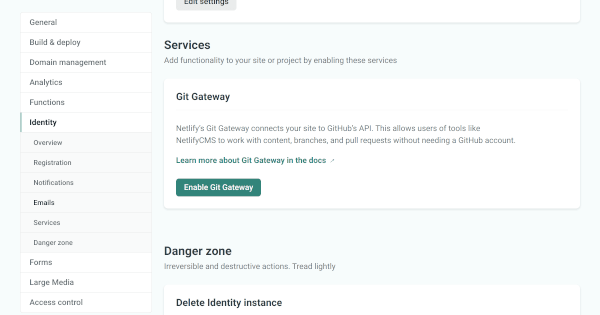 Edit settings
General
Build & deploy
Domain management
Analytics
Functions
Identity
Overview
Registration
Notifications
Emails
Services
Danger zone
Forms
Large Media
Access control
Services
Add functionality to your site or project by enabling these services
Git Gateway
Netlify's Git Gateway connects your site to GitHub's API. This allows users of tools like
NetlifyCMS to work with content, branches, and pull requests without needing a GitHub account.
Learn more about Git Gateway in the docs ↗
Enable Git Gateway
Danger zone
Irreversible and destructive actions. Tread lightly
Delete Identity instance